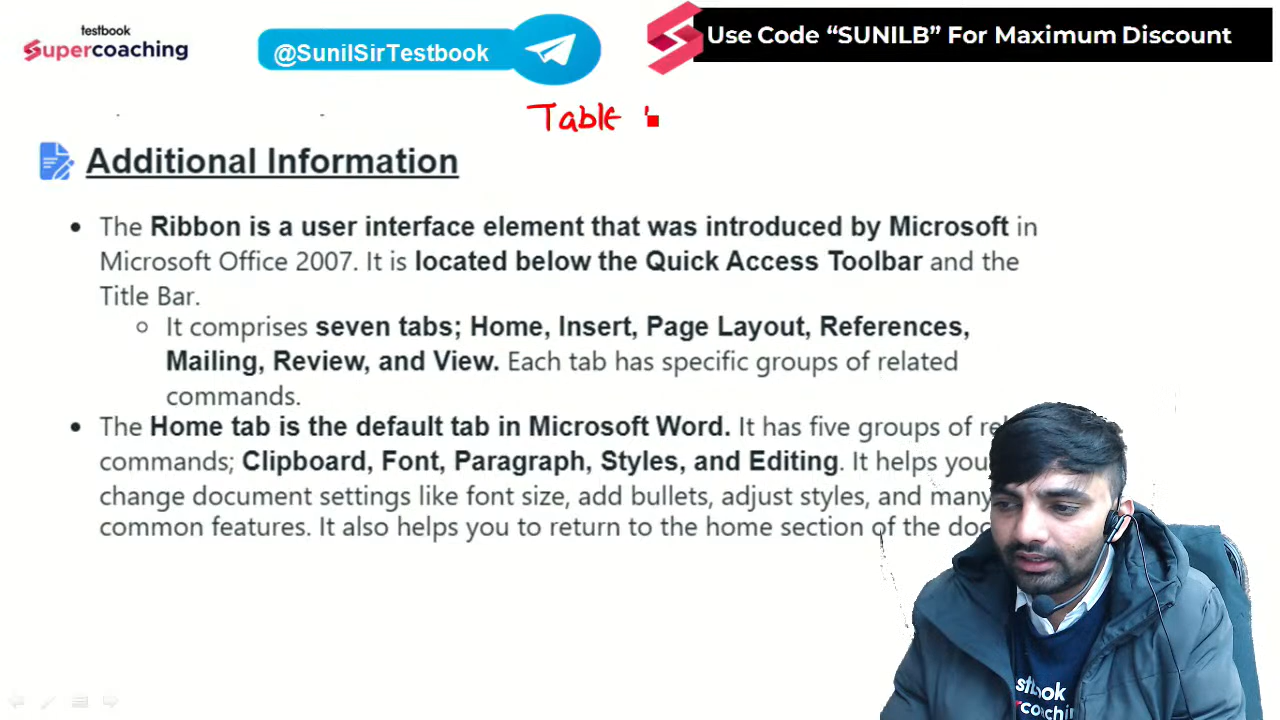 testbook
Supercoaching
@SunilSirTestbook
Use Code “SUNILB” For Maximum Discount
Table
Additional Information
• The Ribbon is a user interface element that was introduced by Microsoft in
Microsoft Office 2007. It is located below the Quick Access Toolbar and the
Title Bar.
○ It comprises seven tabs; Home, Insert, Page Layout, References,
Mailing, Review, and View. Each tab has specific groups of related
commands.
• The Home tab is the default tab in Microsoft Word. It has five groups of
commands; Clipboard, Font, Paragraph, Styles, and Editing. It helps you
change document settings like font size, add bullets, adjust styles, and many
common features. It also helps you to return to the home section of the